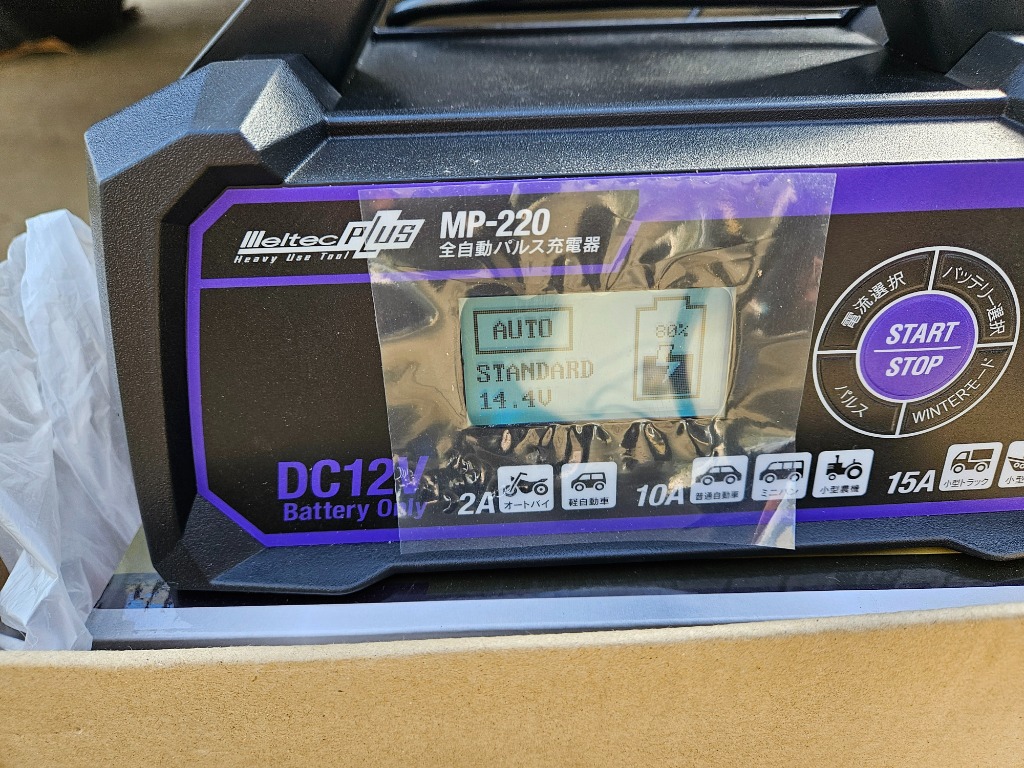 Meltec PLUS
Heavy Use Tool
MP-220
全自動パルス充電器
AUTO
STANDARD
14.4V
80%
電流選択
バッテリー選択
START
STOP
パルス
WINTERモード
DC12V
Battery Only
2A
オートバイ
軽自動車
10A
普通自動車
ミニバン
小型農機
15A
小型トラック
小型